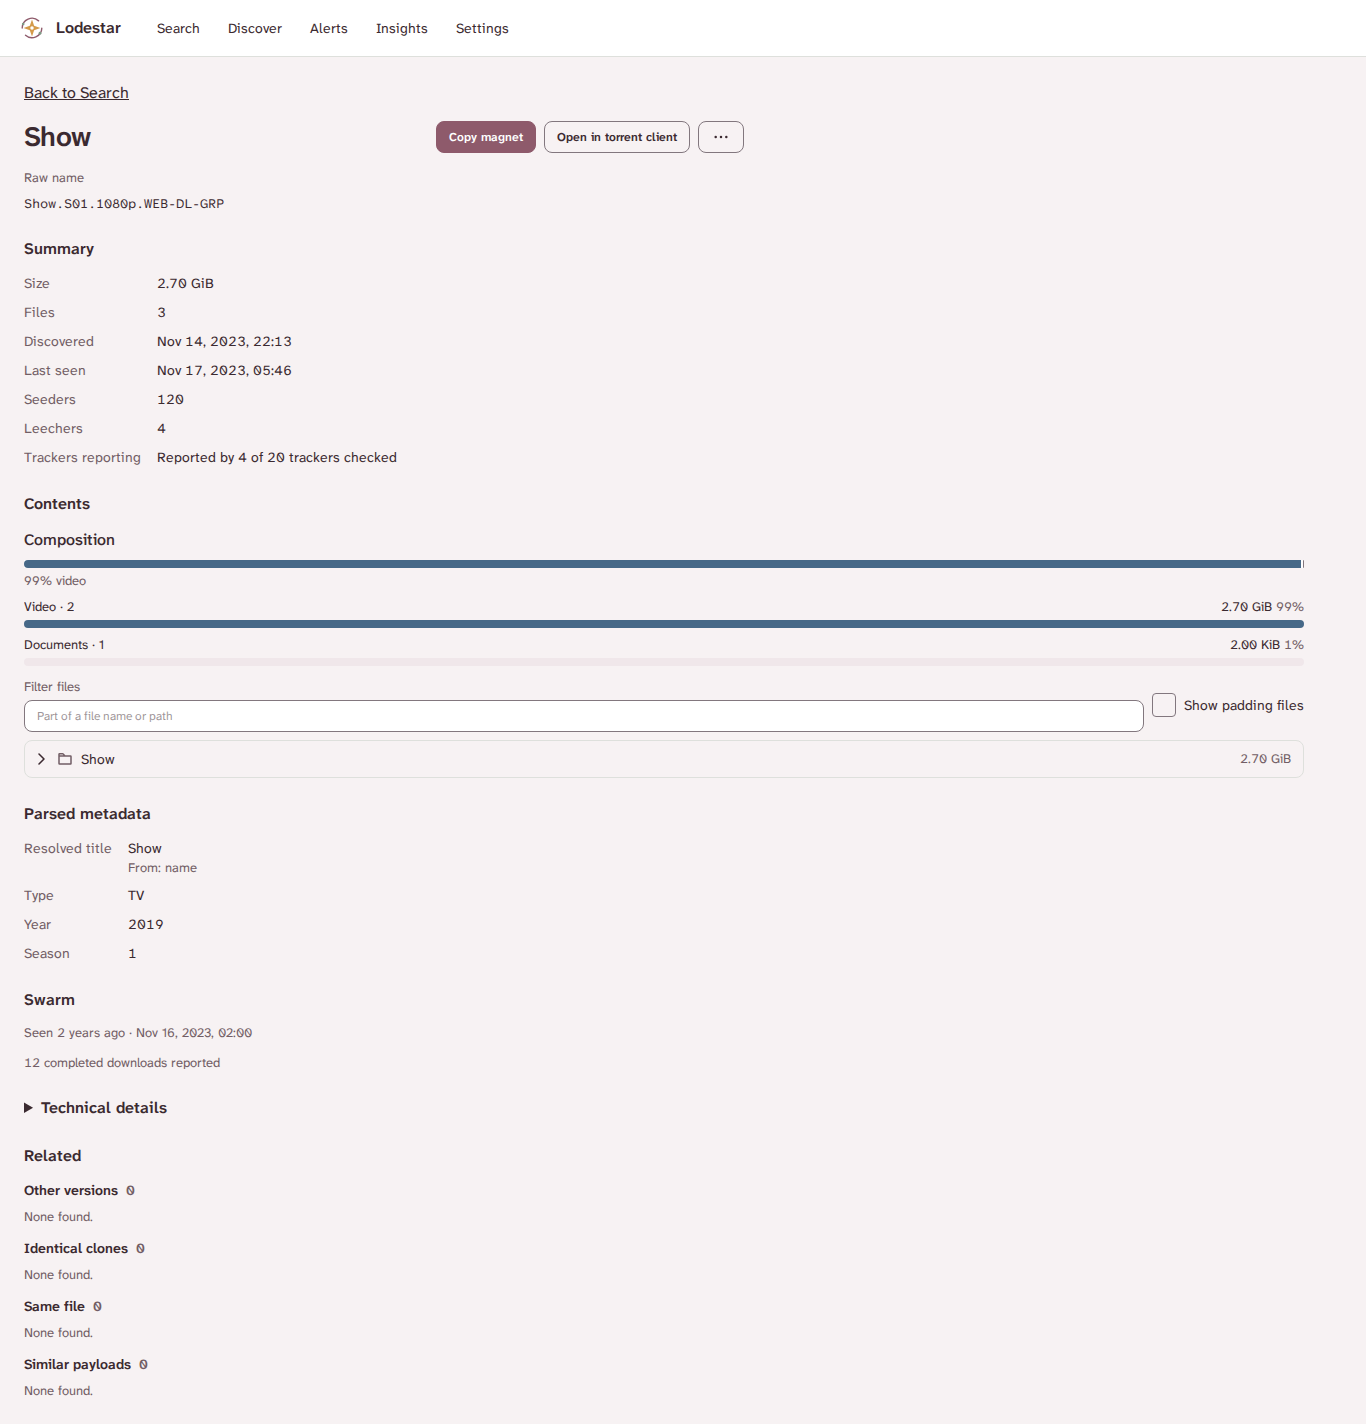 Lodestar Search Discover Alerts Insights Settings
Back to Search
Show
Copy magnet Open in torrent client ...
Raw name
Show.S01.1080p.WEB-DL-GRP
Summary
Size 2.70 GiB
Files 3
Discovered Nov 14, 2023, 22:13
Last seen Nov 17, 2023, 05:46
Seeders 120
Leechers 4
Trackers reporting Reported by 4 of 20 trackers checked
Contents
Composition
99% video
Video · 2 2.70 GiB 99%
Documents · 1 2.00 KiB 1%
Filter files
Part of a file name or path
Show padding files
Show 2.70 GiB
Parsed metadata
Resolved title Show
From: name
Type TV
Year 2019
Season 1
Swarm
Seen 2 years ago · Nov 16, 2023, 02:00
12 completed downloads reported
Technical details
Related
Other versions 0
None found.
Identical clones 0
None found.
Same file 0
None found.
Similar payloads 0
None found.